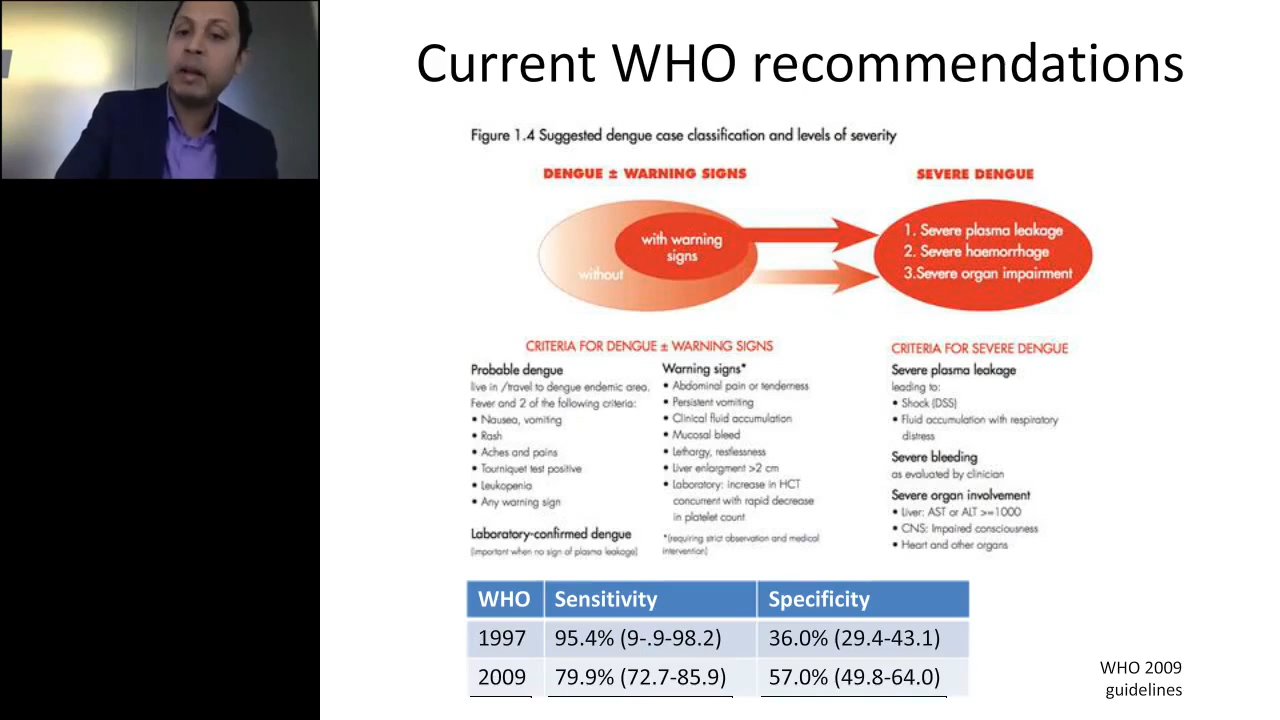 Current WHO recommendations
Figure 1.4 Suggested dengue case classification and levels of severity
DENGUE ± WARNING SIGNS
SEVERE DENGUE
with warning
signs
without
1. Severe plasma leakage
2. Severe haemorrhage
3.Severe organ impairment
CRITERIA FOR DENGUE ± WARNING SIGNS
Probable dengue
live in /travel to dengue endemic area.
Fever and 2 of the following criteria:
• Nausea, vomiting
• Rash
• Aches and pains
• Tourniquet test positive
• Leukopenia
• Any warning sign
Laboratory-confirmed dengue
(important when no sign of plasma leakage)
Warning signs*
• Abdominal pain or tenderness
• Persistent vomiting
• Clinical fluid accumulation
• Mucosal bleed
• Lethargy, restlessness
• Liver enlargment >2 cm
• Laboratory: increase in HCT
concurrent with rapid decrease
in platelet count
*(requiring strict observation and medical
intervention)
CRITERIA FOR SEVERE DENGUE
Severe plasma leakage
leading to:
• Shock (DSS)
• Fluid accumulation with respiratory
distress
Severe bleeding
as evaluated by clinician
Severe organ involvement
• Liver: AST or ALT >=1000
• CNS: Impaired consciousness
• Heart and other organs
WHO Sensitivity Specificity
1997 95.4% (9-.9-98.2) 36.0% (29.4-43.1)
2009 79.9% (72.7-85.9) 57.0% (49.8-64.0)
WHO 2009
guidelines